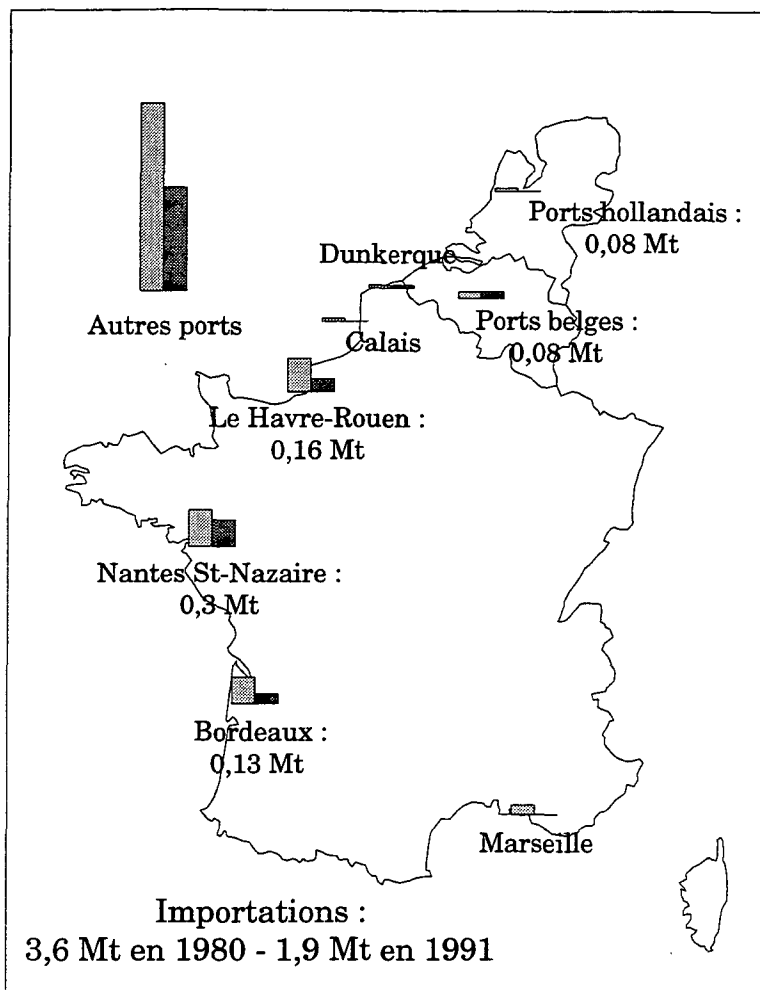 Ports hollandais :
0,08 Mt
Dunkerque
Autres ports
Ports belges :
0,08 Mt
Calais
Le Havre-Rouen :
0,16 Mt
Nantes St-Nazaire :
0,3 Mt
Bordeaux :
0,13 Mt
Marseille
Importations :
3,6 Mt en 1980 - 1,9 Mt en 1991